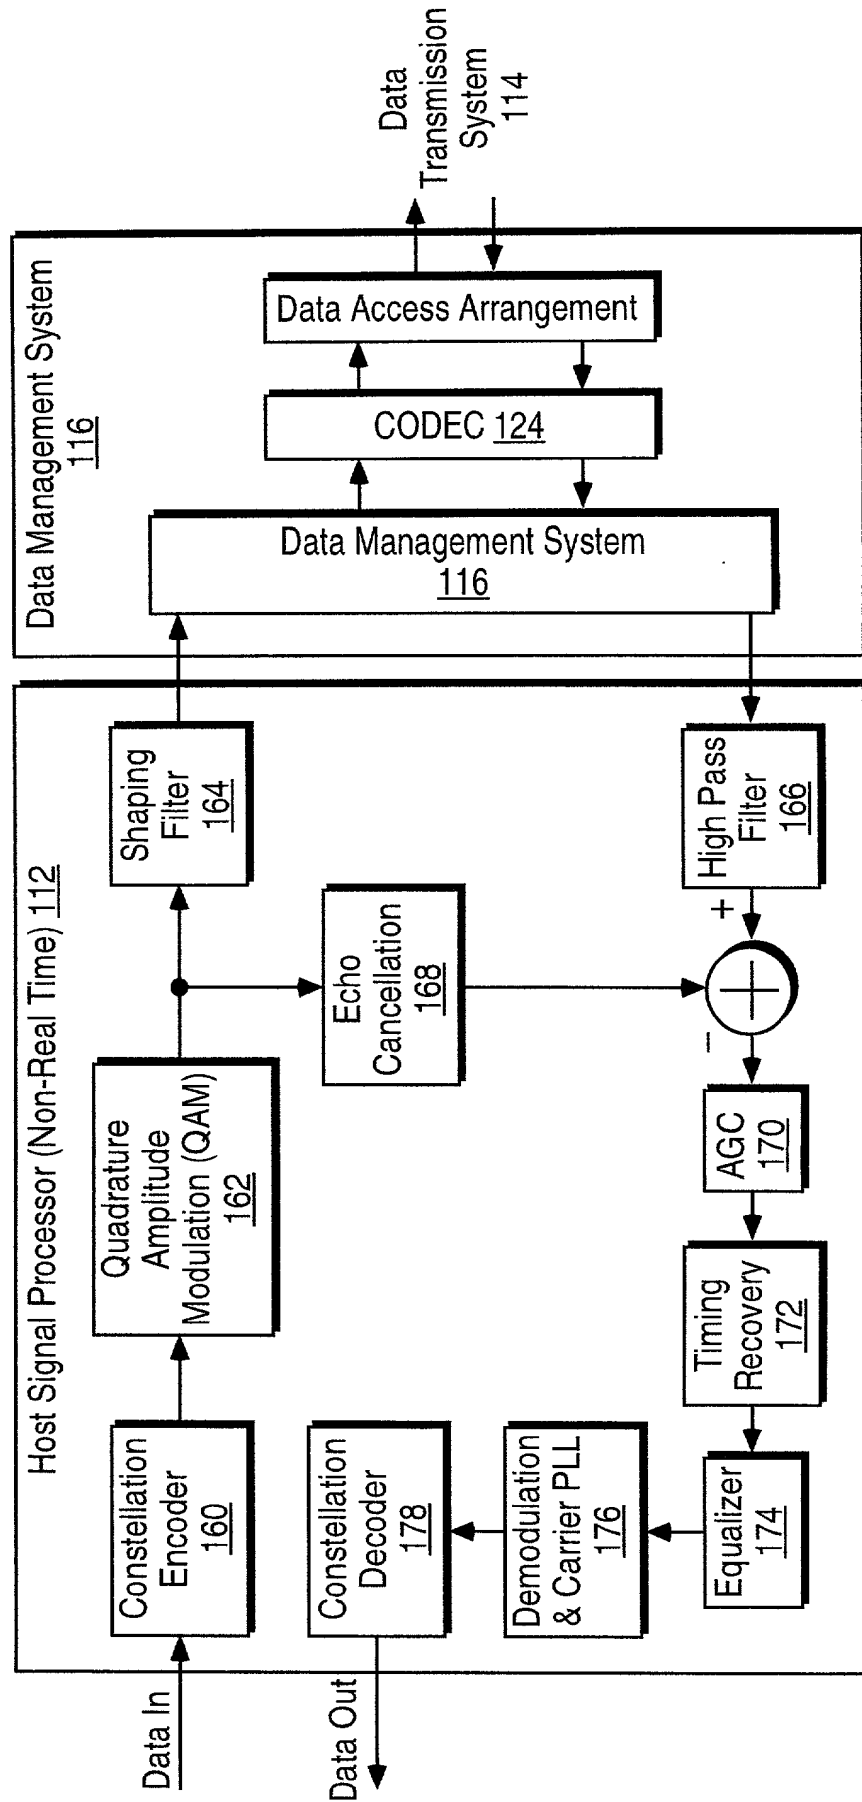 Host Signal Processor (Non-Real Time) 112
Data In
Constellation
Encoder
160
Quadrature
Amplitude
Modulation (QAM)
162
Shaping
Filter
164
Echo
Cancellation
168
Data Out
Constellation
Decoder
178
Demodulation
& Carrier PLL
176
Equalizer
174
Timing
Recovery
172
AGC
170
−
+
High Pass
Filter
166
Data Management System
116
Data Management System
116
CODEC 124
Data Access Arrangement
Data
Transmission
System
114